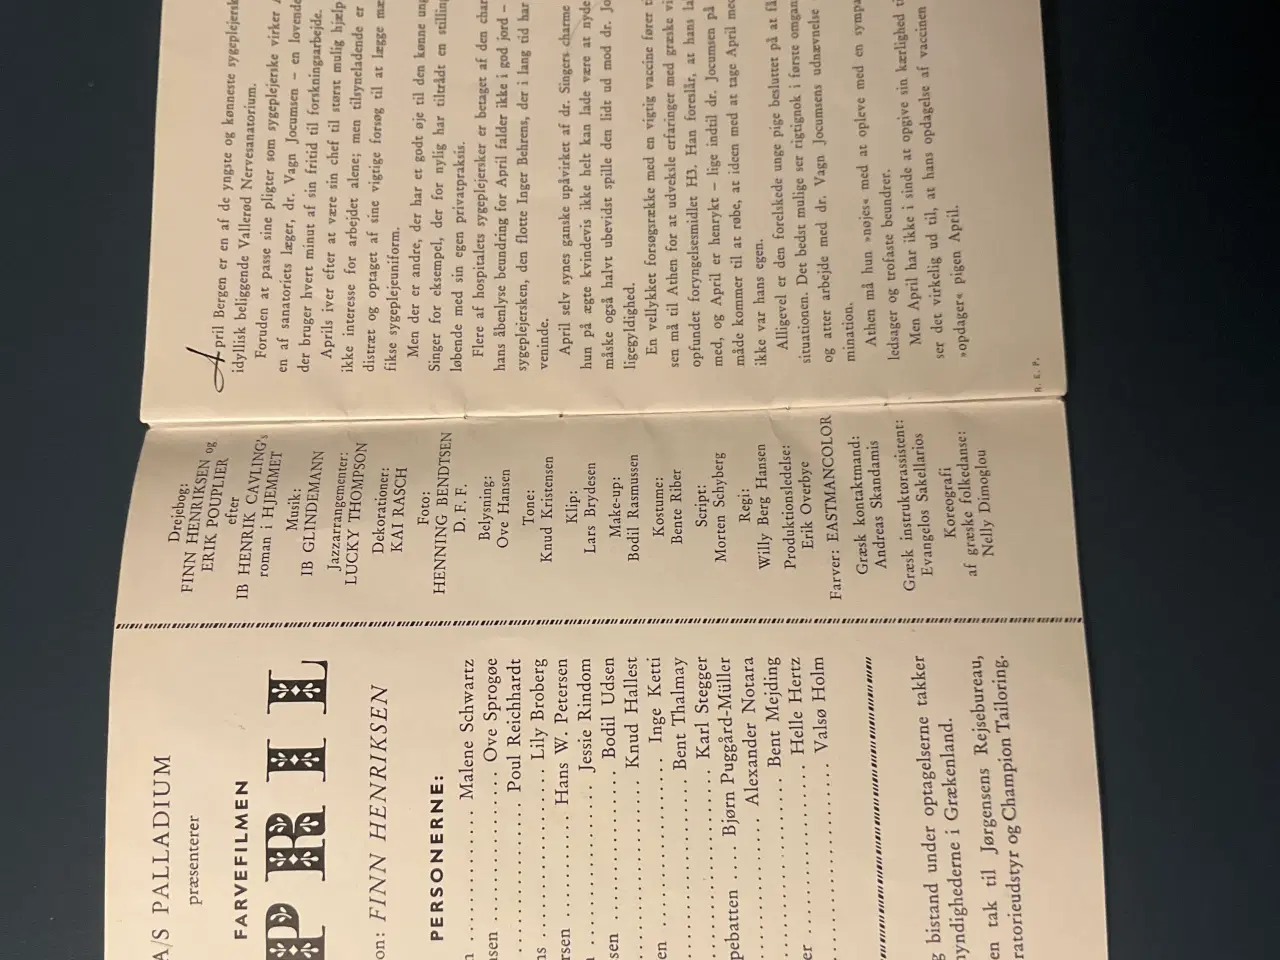 A/S PALLADIUM
præsenterer
FARVEFILMEN
PRIL
on: FINN HENRIKSEN
PERSONERNE:
n ........ Malene Schwartz
nsen ........ Ove Sprogøe
........ Poul Reichhardt
ns ........ Lily Broberg
rsen ........ Hans W. Petersen
........ Jessie Rindom
sen ........ Bodil Udsen
........ Knud Hallest
en ........ Inge Ketti
........ Bent Thalmay
........ Karl Stegger
pebatten .... Bjørn Puggård-Müller
........ Alexander Notara
........ Bent Mejding
er ........ Helle Hertz
........ Valsø Holm
g bistand under optagelserne takker
nyndighederne i Grækenland.
en tak til Jørgensens Rejsebureau,
ratorieudstyr og Champion Tailoring.
Drejebog:
FINN HENRIKSEN og
ERIK POUPLIER
efter
IB HENRIK CAVLING's
roman i HJEMMET
Musik:
IB GLINDEMANN
Jazzarrangementer:
LUCKY THOMPSON
Dekorationer:
KAI RASCH
Foto:
HENNING BENDTSEN
D. F. F.
Belysning:
Ove Hansen
Tone:
Knud Kristensen
Klip:
Lars Brydesen
Make-up:
Bodil Rasmussen
Kostume:
Bente Riber
Script:
Morten Schyberg
Regi:
Willy Berg Hansen
Produktionsledelse:
Erik Overbye
Farver: EASTMANCOLOR
Græsk kontaktmand:
Andreas Skandamis
Græsk instruktørassistent:
Evangelos Sakellarios
Koreografi
af græske folkedanse:
Nelly Dimoglou
April Bergen er en af de yngste og kønneste sygeplejersk
idyllisk beliggende Vallerød Nervesanatorium.
Foruden at passe sine pligter som sygeplejerske virker A
en af sanatoriets læger, dr. Vagn Jocumsen – en lovende
der bruger hvert minut af sin fritid til forskningsarbejde.
Aprils iver efter at være sin chef til størst mulig hjælp
ikke interesse for arbejdet alene; men tilsyneladende er
distræt og optaget af sine vigtige forsøg til at lægge mæ
fikse sygeplejeuniform.
Men der er andre, der har et godt øje til den kønne ung
Singer for eksempel, der for nylig har tiltrådt en stilling
løbende med sin egen privatpraksis.
Flere af hospitalets sygeplejersker er betaget af den char
hans åbenlyse beundring for April falder ikke i god jord –
sygeplejersken, den flotte Inger Behrens, der i lang tid har
veninde.
April selv synes ganske upåvirket af dr. Singers charme
hun på ægte kvindevis ikke helt kan lade være at nyde
måske også halvt ubevidst spille den lidt ud mod dr. Jo
ligegyldighed.
En vellykket forsøgsrække med en vigtig vaccine fører t
sen må til Athen for at udveksle erfaringer med græske vi
opfundet foryngelsesmidlet H3. Han foreslår, at hans la
med, og April er henrykt – lige indtil dr. Jocumsen på
måde kommer til at røbe, at ideen med at tage April med
ikke var hans egen.
Alligevel er den forelskede unge pige besluttet på at få
situationen. Det bedst mulige ser rigtignok i første omgan
og atter arbejde med dr. Vagn Jocumsens udnævnelse
mination.
Athen må hun »nøjes« med at opleve med en sympa
ledsager og trofaste beundrer.
Men April har ikke i sinde at opgive sin kærlighed ti
ser det virkelig ud til, at hans opdagelse af vaccinen
»opdager« pigen April.
R. E. P.